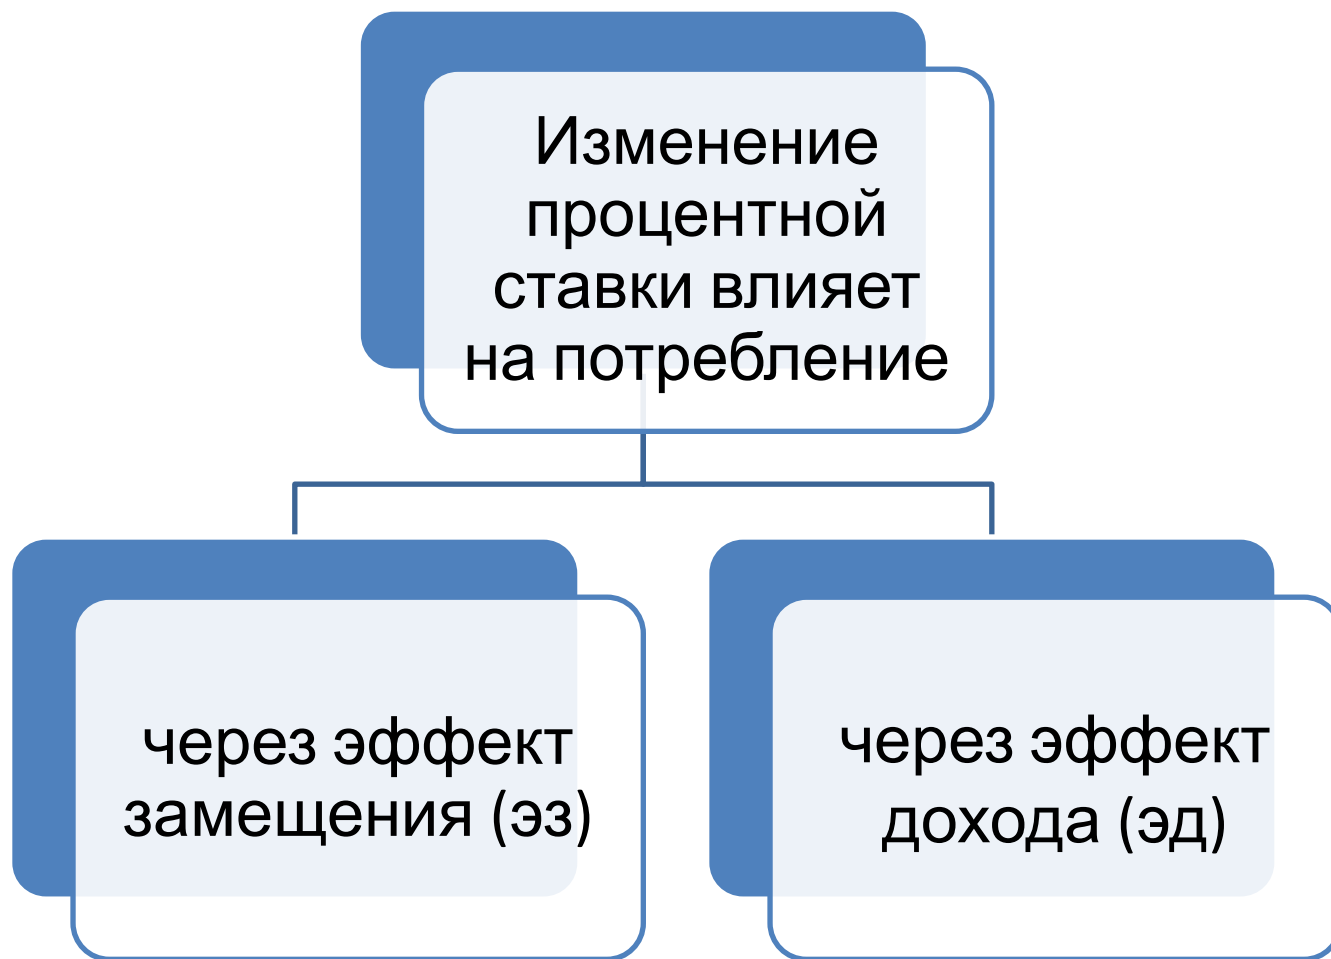 Изменение
процентной
ставки влияет
на потребление
через эффект
замещения (эз)
через эффект
дохода (эд)